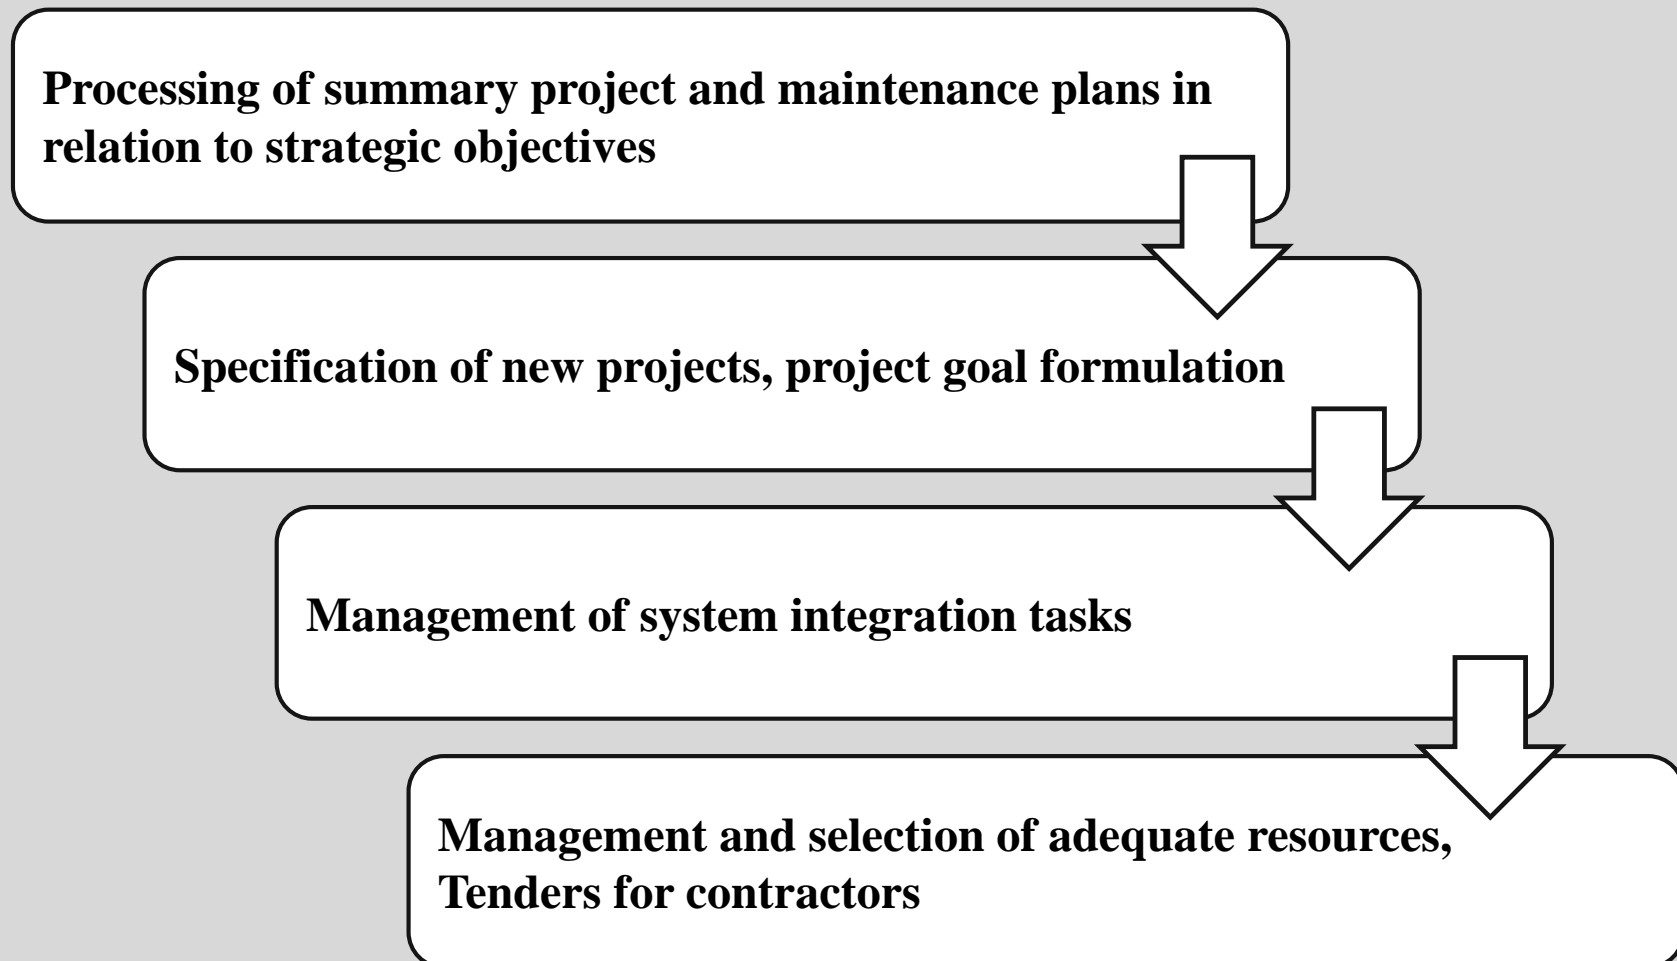 Processing of summary project and maintenance plans in
relation to strategic objectives
Specification of new projects, project goal formulation
Management of system integration tasks
Management and selection of adequate resources,
Tenders for contractors